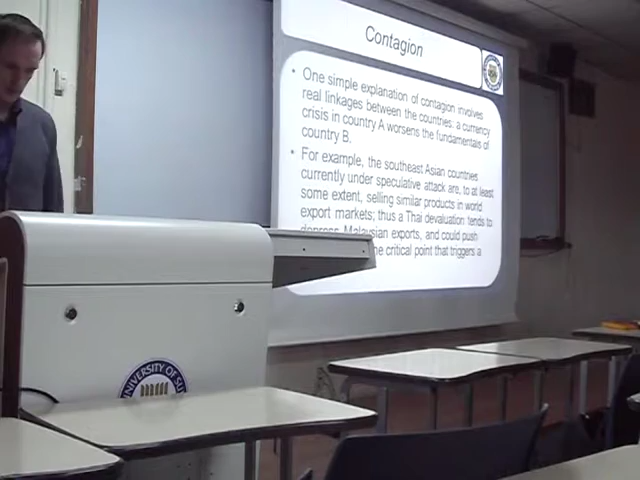 Contagion
• One simple explanation of contagion involves
real linkages between the countries: a currency
crisis in country A worsens the fundamentals of
country B.
• For example, the southeast Asian countries
currently under speculative attack are, to at least
some extent, selling similar products in world
export markets; thus a Thai devaluation tends to
depress Malaysian exports, and could push
the critical point that triggers a
UNIVERSITY OF SU